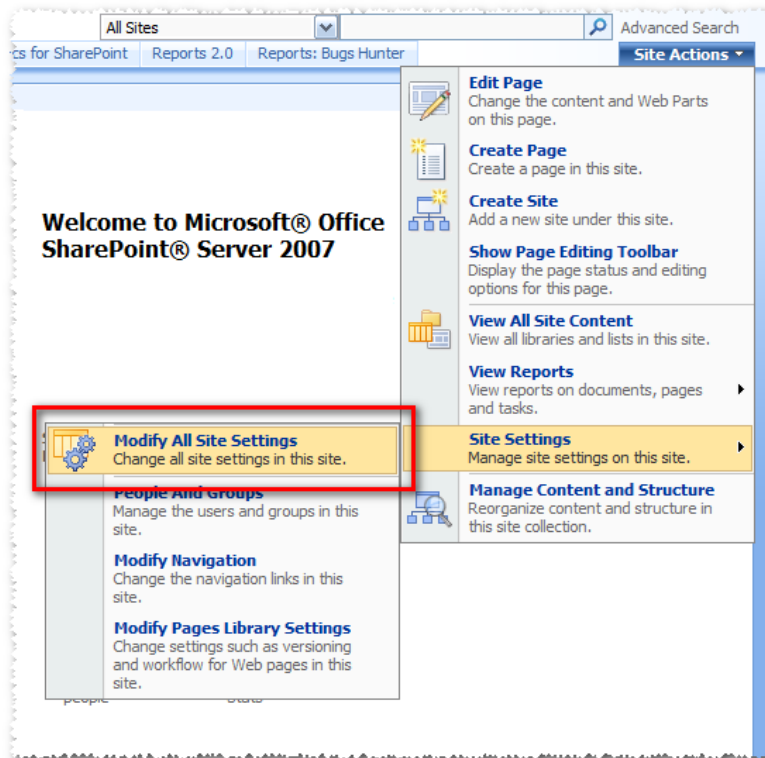 All Sites
Advanced Search
cs for SharePoint Reports 2.0 Reports: Bugs Hunter
Site Actions
Welcome to Microsoft® Office
SharePoint® Server 2007
Edit Page
Change the content and Web Parts
on this page.
Create Page
Create a page in this site.
Create Site
Add a new site under this site.
Show Page Editing Toolbar
Display the page status and editing
options for this page.
View All Site Content
View all libraries and lists in this site.
View Reports
View reports on documents, pages
and tasks.
Site Settings
Manage site settings on this site.
Manage Content and Structure
Reorganize content and structure in
this site collection.
Modify All Site Settings
Change all site settings in this site.
People And Groups
Manage the users and groups in this
site.
Modify Navigation
Change the navigation links in this
site.
Modify Pages Library Settings
Change settings such as versioning
and workflow for Web pages in this
site.
people